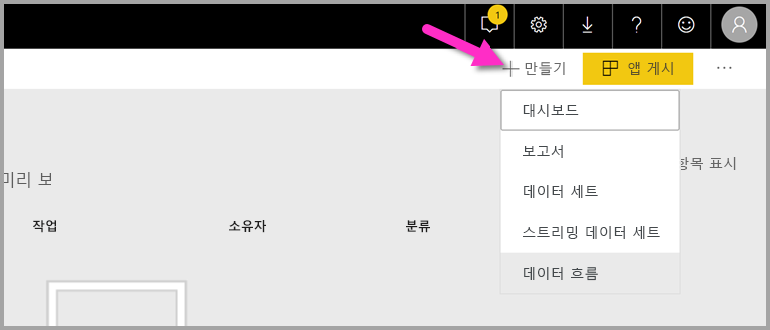 1
?
+ 만들기
앱 게시
...
대시보드
보고서
항목 표시
미리 보
데이터 세트
작업
소유자
분류
스트리밍 데이터 세트
데이터 흐름